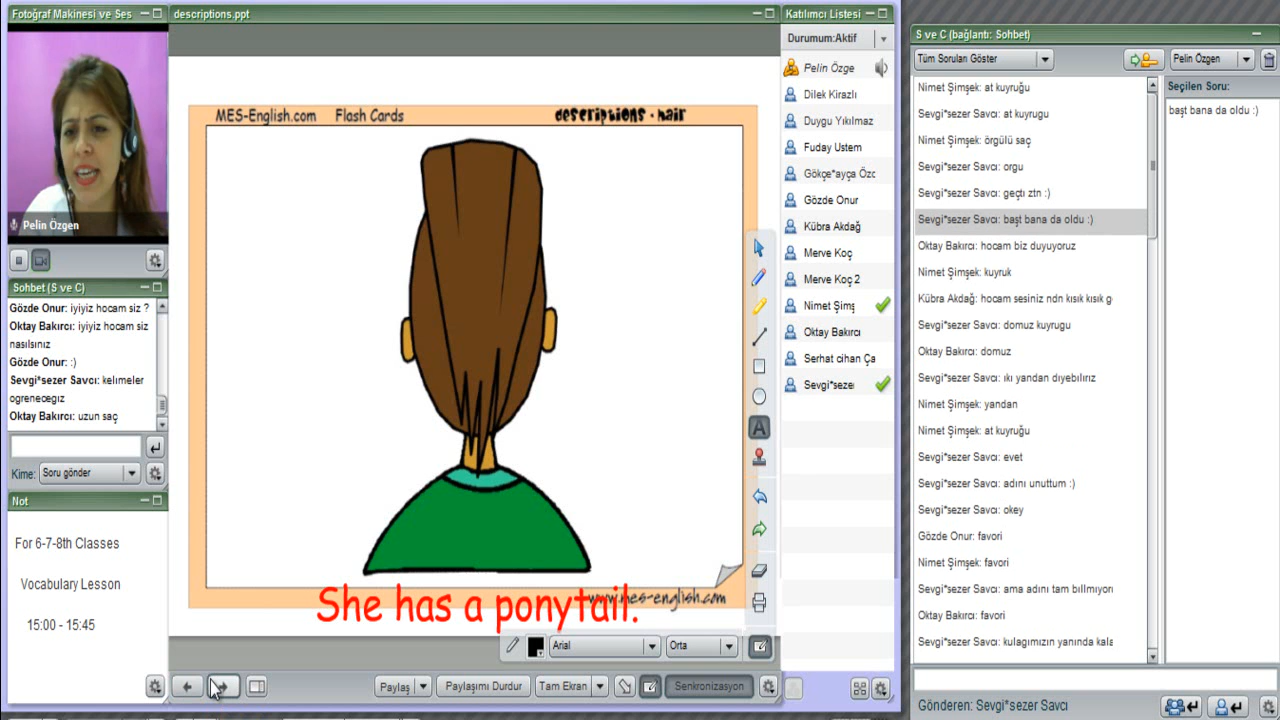 Fotoğraf Makinesi ve Ses
Pelin Özgen
Sohbet (S ve C)
Gözde Onur: iyiyiz hocam siz ?
Oktay Bakırcı: iyiyiz hocam siz
nasılsınız
Gözde Onur: :)
Sevgi*sezer Savcı: kelımeler
ogrenecegız
Oktay Bakırcı: uzun saç
Kime: Soru gönder
Not
For 6-7-8th Classes
Vocabulary Lesson
15:00 - 15:45
descriptions.ppt
MES-English.com Flash Cards descriptions - hair
www.mes-english.com
She has a ponytail.
Arial Orta
Paylaş Paylaşımı Durdur Tam Ekran Senkronizasyon
Katılımcı Listesi
Durumum:Aktif
Pelin Özge
Dilek Kirazlı
Duygu Yıkılmaz
Fuday Ustem
Gökçe*ayça Özc
Gözde Onur
Kübra Akdağ
Merve Koç
Merve Koç 2
Nimet Şimş
Oktay Bakırcı
Serhat cihan Ça
Sevgi*seze
S ve C (bağlantı: Sohbet)
Tüm Soruları Göster Pelin Özgen
Nimet Şimşek: at kuyruğu
Sevgi*sezer Savcı: at kuyrugu
Nimet Şimşek: örgülü saç
Sevgi*sezer Savcı: orgu
Sevgi*sezer Savcı: geçtı ztn :)
Sevgi*sezer Savcı: başt bana da oldu :)
Oktay Bakırcı: hocam biz duyuyoruz
Nimet Şimşek: kuyruk
Kübra Akdağ: hocam sesiniz ndn kısık kısık g
Sevgi*sezer Savcı: domuz kuyrugu
Oktay Bakırcı: domuz
Sevgi*sezer Savcı: ıkı yandan dıyebılırız
Nimet Şimşek: yandan
Nimet Şimşek: at kuyruğu
Sevgi*sezer Savcı: evet
Sevgi*sezer Savcı: adını unuttum :)
Sevgi*sezer Savcı: okey
Gözde Onur: favori
Nimet Şimşek: favori
Sevgi*sezer Savcı: ama adını tam bıllmıyorı
Oktay Bakırcı: favori
Sevgi*sezer Savcı: kulagımızın yanında kala
Seçilen Soru:
başt bana da oldu :)
Gönderen: Sevgi*sezer Savcı